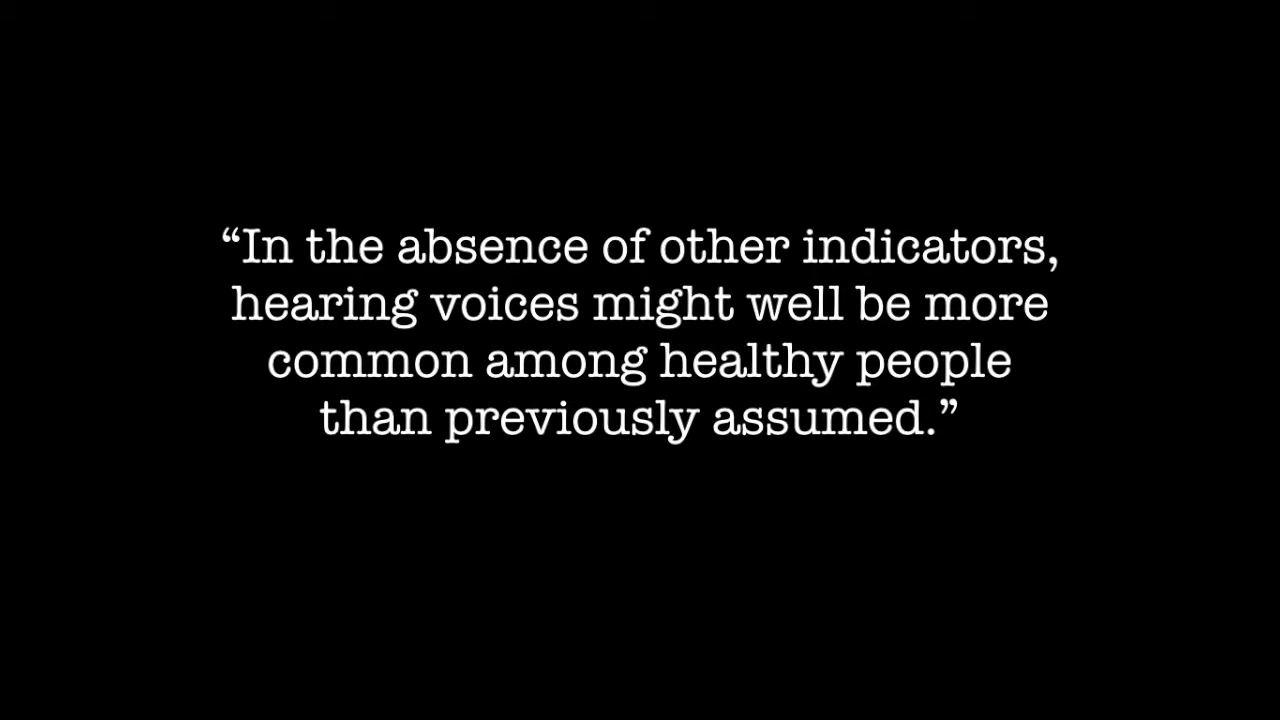 “In the absence of other indicators,
hearing voices might well be more
common among healthy people
than previously assumed.”